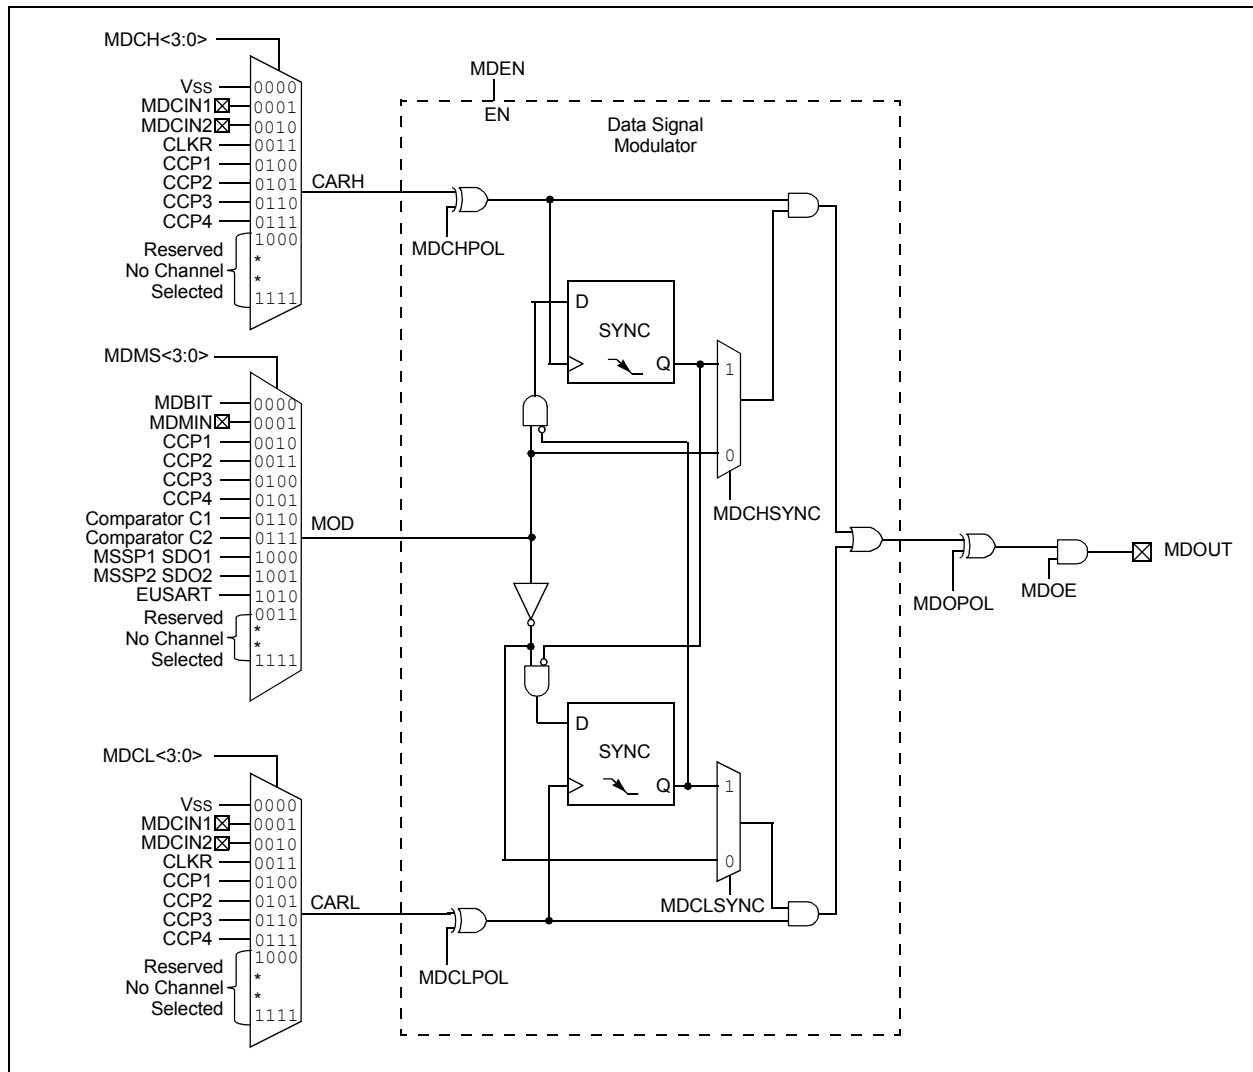 MDCH<3:0>
VSS 0000
MDCIN1 0001
MDCIN2 0010
CLKR 0011
CCP1 0100
CCP2 0101
CCP3 0110
CCP4 0111
Reserved
No Channel
Selected
1000
*
*
1111
CARH
MDEN
EN
Data Signal
Modulator
MDCHPOL
D
SYNC
Q
1
0
MDCHSYNC
MDMS<3:0>
MDBIT 0000
MDMIN 0001
CCP1 0010
CCP2 0011
CCP3 0100
CCP4 0101
Comparator C1 0110
Comparator C2 0111
MSSP1 SDO1 1000
MSSP2 SDO2 1001
EUSART 1010
Reserved
No Channel
Selected
0011
*
*
1111
MOD
MDOPOL
MDOE
MDOUT
MDCL<3:0>
VSS 0000
MDCIN1 0001
MDCIN2 0010
CLKR 0011
CCP1 0100
CCP2 0101
CCP3 0110
CCP4 0111
Reserved
No Channel
Selected
1000
*
*
1111
CARL
D
SYNC
Q
1
0
MDCLSYNC
MDCLPOL